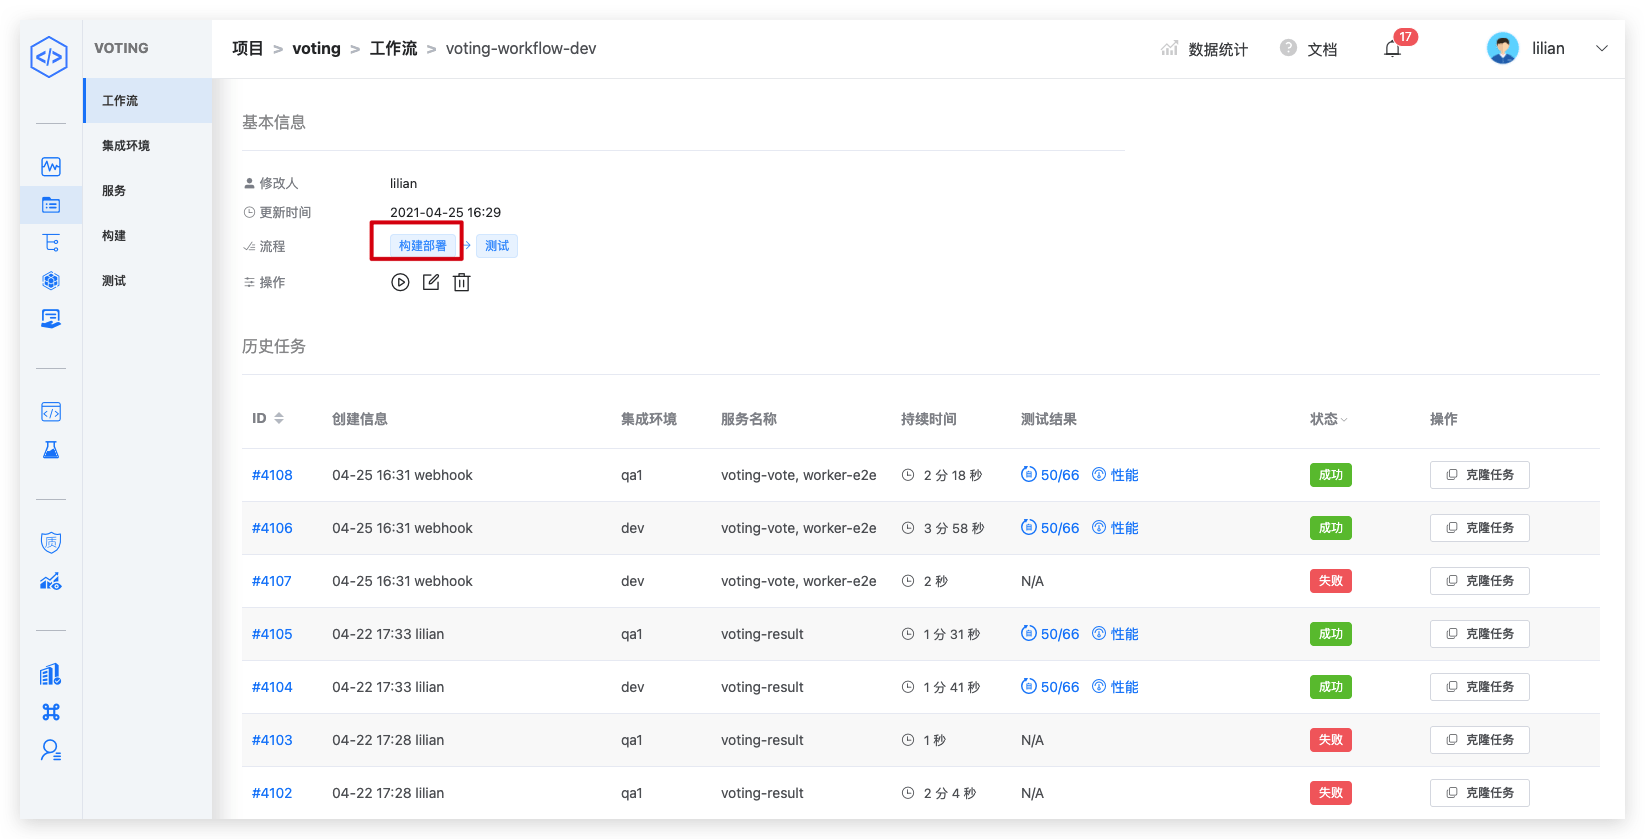 VOTING
项目 > voting > 工作流 > voting-workflow-dev
数据统计
文档
17
lilian
工作流
集成环境
服务
构建
测试
基本信息
修改人 lilian
更新时间 2021-04-25 16:29
流程 构建部署 测试
操作
历史任务
ID 创建信息 集成环境 服务名称 持续时间 测试结果 状态 操作
#4108 04-25 16:31 webhook qa1 voting-vote, worker-e2e 2 分 18 秒 50/66 性能 成功 克隆任务
#4106 04-25 16:31 webhook dev voting-vote, worker-e2e 3 分 58 秒 50/66 性能 成功 克隆任务
#4107 04-25 16:31 webhook dev voting-vote, worker-e2e 2 秒 N/A 失败 克隆任务
#4105 04-22 17:33 lilian qa1 voting-result 1 分 31 秒 50/66 性能 成功 克隆任务
#4104 04-22 17:33 lilian dev voting-result 1 分 41 秒 50/66 性能 成功 克隆任务
#4103 04-22 17:28 lilian qa1 voting-result 1 秒 N/A 失败 克隆任务
#4102 04-22 17:28 lilian qa1 voting-result 2 分 4 秒 N/A 失败 克隆任务
质